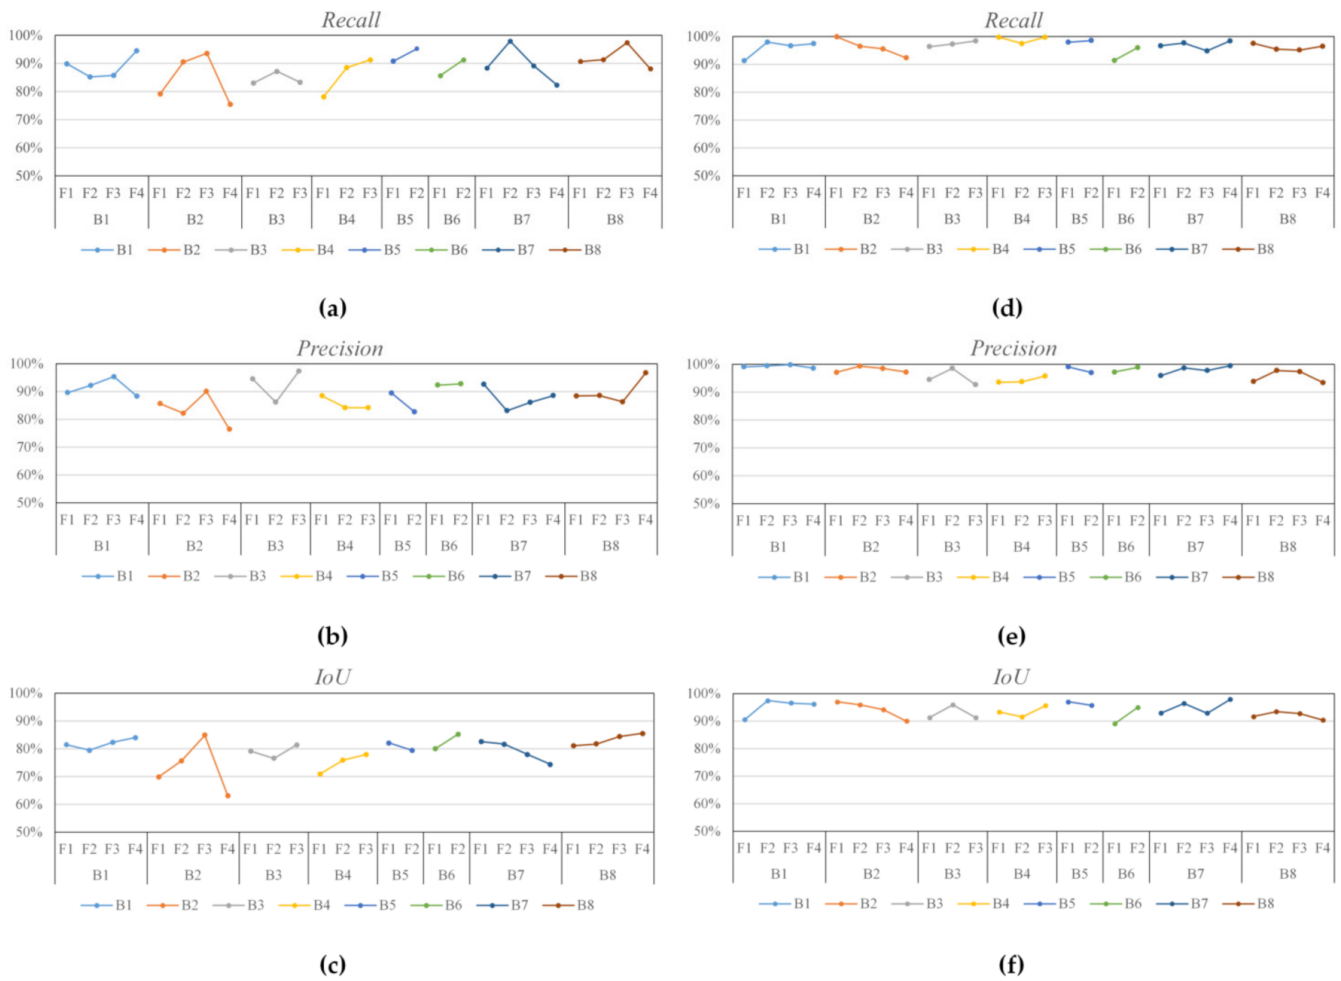 Recall
100%
90%
80%
70%
60%
50%
F1 F2 F3 F4 F1 F2 F3 F4 F1 F2 F3 F1 F2 F3 F1 F2 F1 F2 F1 F2 F3 F4 F1 F2 F3 F4
B1 B2 B3 B4 B5 B6 B7 B8
B1 B2 B3 B4 B5 B6 B7 B8
(a)
Recall
100%
90%
80%
70%
60%
50%
F1 F2 F3 F4 F1 F2 F3 F4 F1 F2 F3 F1 F2 F3 F1 F2 F1 F2 F1 F2 F3 F4 F1 F2 F3 F4
B1 B2 B3 B4 B5 B6 B7 B8
B1 B2 B3 B4 B5 B6 B7 B8
(d)
Precision
100%
90%
80%
70%
60%
50%
F1 F2 F3 F4 F1 F2 F3 F4 F1 F2 F3 F1 F2 F3 F1 F2 F1 F2 F1 F2 F3 F4 F1 F2 F3 F4
B1 B2 B3 B4 B5 B6 B7 B8
B1 B2 B3 B4 B5 B6 B7 B8
(b)
Precision
100%
90%
80%
70%
60%
50%
F1 F2 F3 F4 F1 F2 F3 F4 F1 F2 F3 F1 F2 F3 F1 F2 F1 F2 F1 F2 F3 F4 F1 F2 F3 F4
B1 B2 B3 B4 B5 B6 B7 B8
B1 B2 B3 B4 B5 B6 B7 B8
(e)
IoU
100%
90%
80%
70%
60%
50%
F1 F2 F3 F4 F1 F2 F3 F4 F1 F2 F3 F1 F2 F3 F1 F2 F1 F2 F1 F2 F3 F4 F1 F2 F3 F4
B1 B2 B3 B4 B5 B6 B7 B8
B1 B2 B3 B4 B5 B6 B7 B8
(c)
IoU
100%
90%
80%
70%
60%
50%
F1 F2 F3 F4 F1 F2 F3 F4 F1 F2 F3 F1 F2 F3 F1 F2 F1 F2 F1 F2 F3 F4 F1 F2 F3 F4
B1 B2 B3 B4 B5 B6 B7 B8
B1 B2 B3 B4 B5 B6 B7 B8
(f)